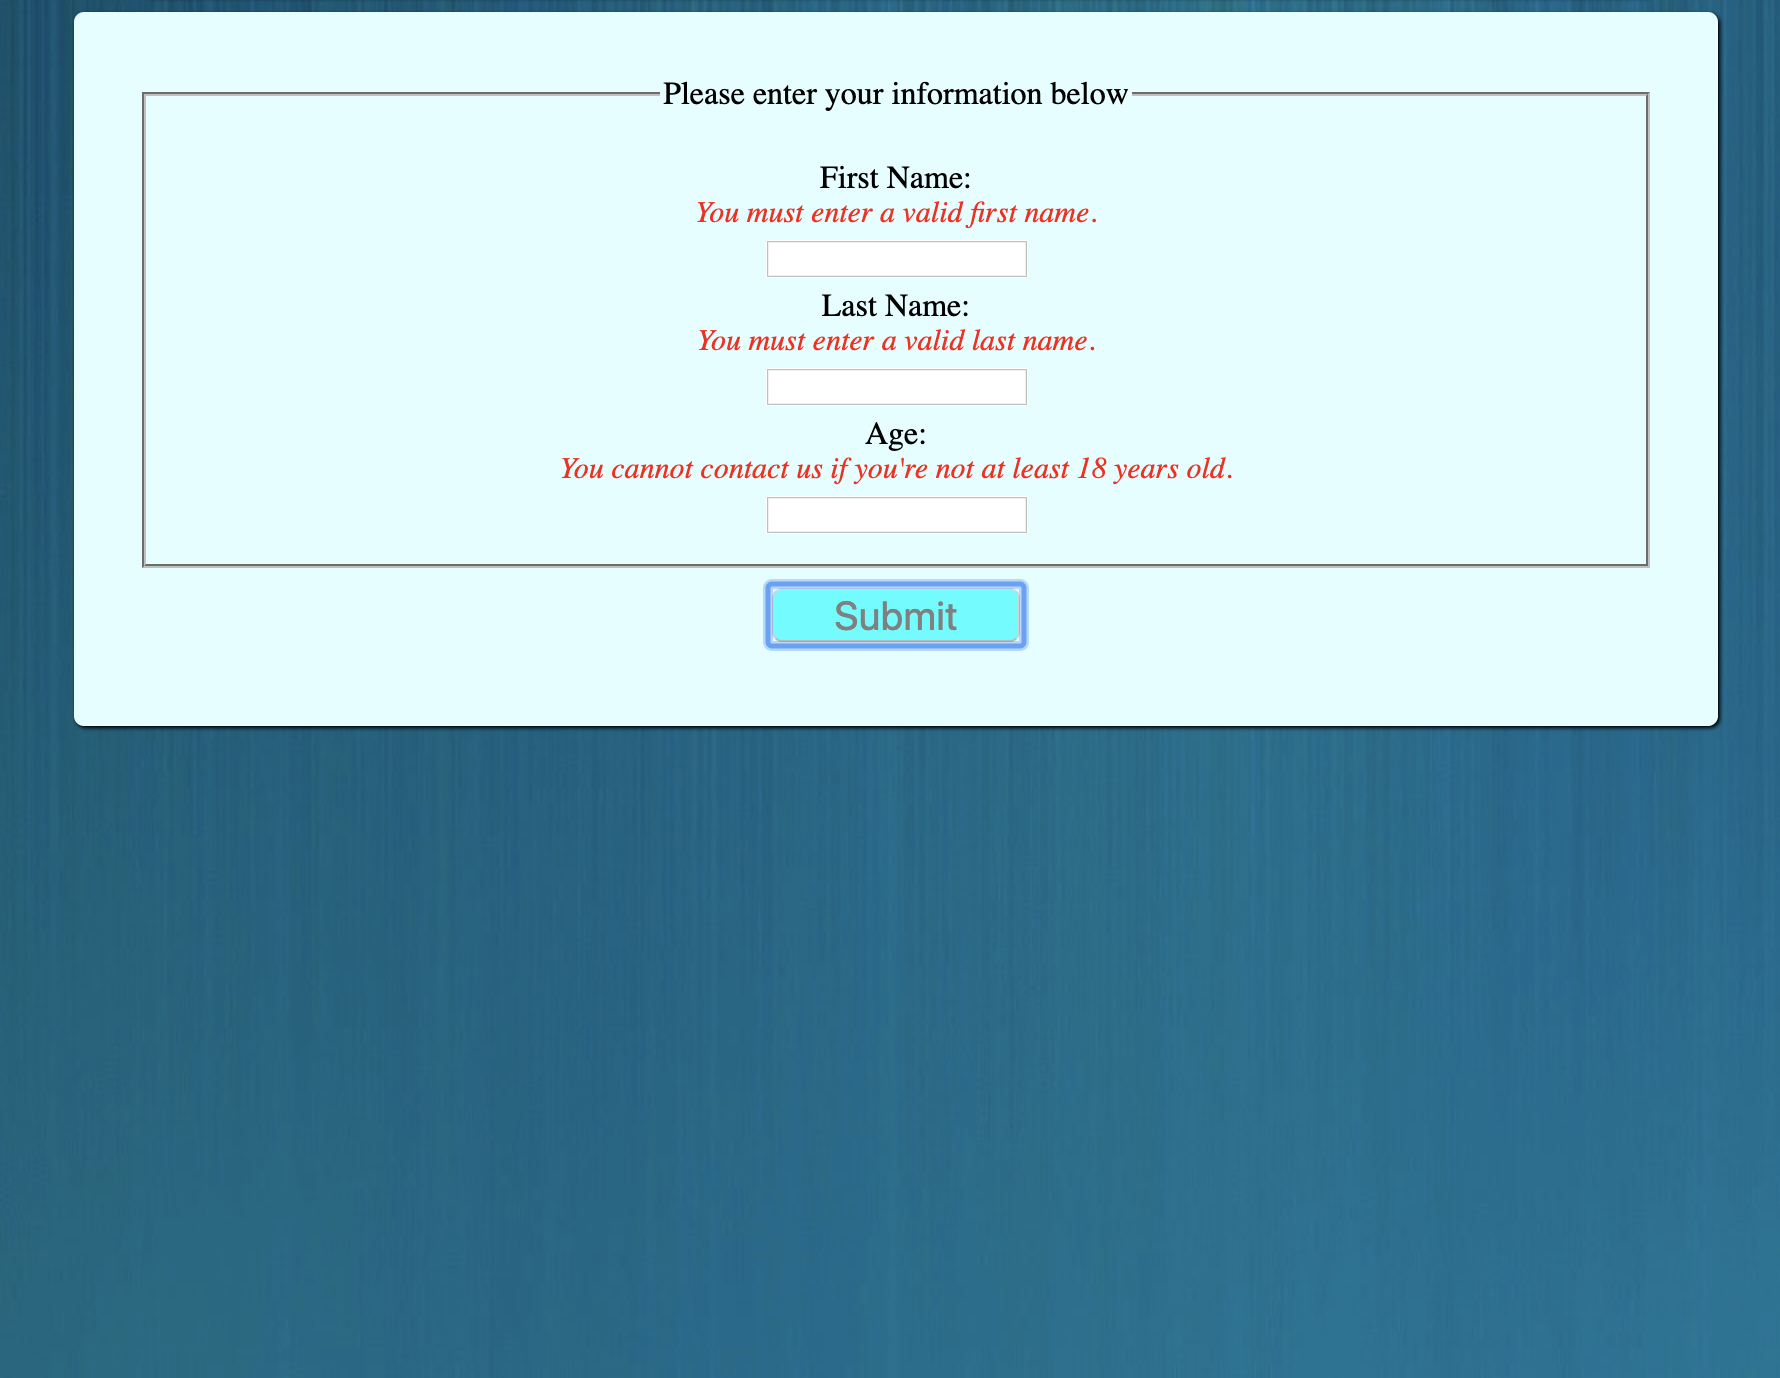 Please enter your information below
First Name:
You must enter a valid first name.
Last Name:
You must enter a valid last name.
Age:
You cannot contact us if you're not at least 18 years old.
Submit